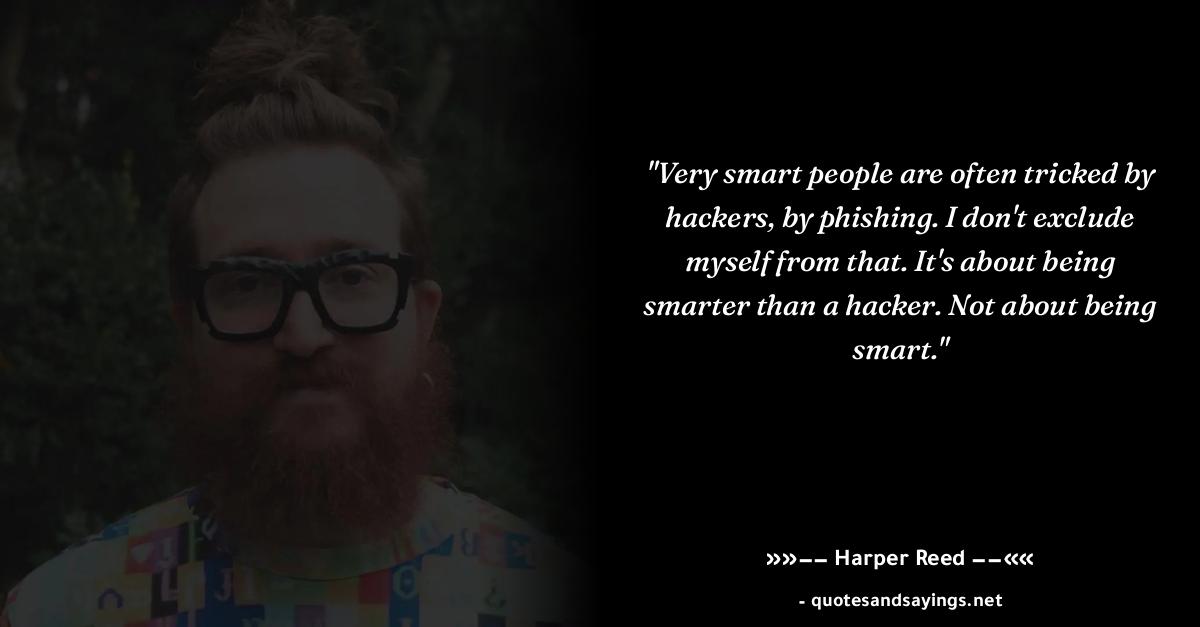 "Very smart people are often tricked by
hackers, by phishing. I don't exclude
myself from that. It's about being
smarter than a hacker. Not about being
smart."
»»−− Harper Reed −−««
- quotesandsayings.net